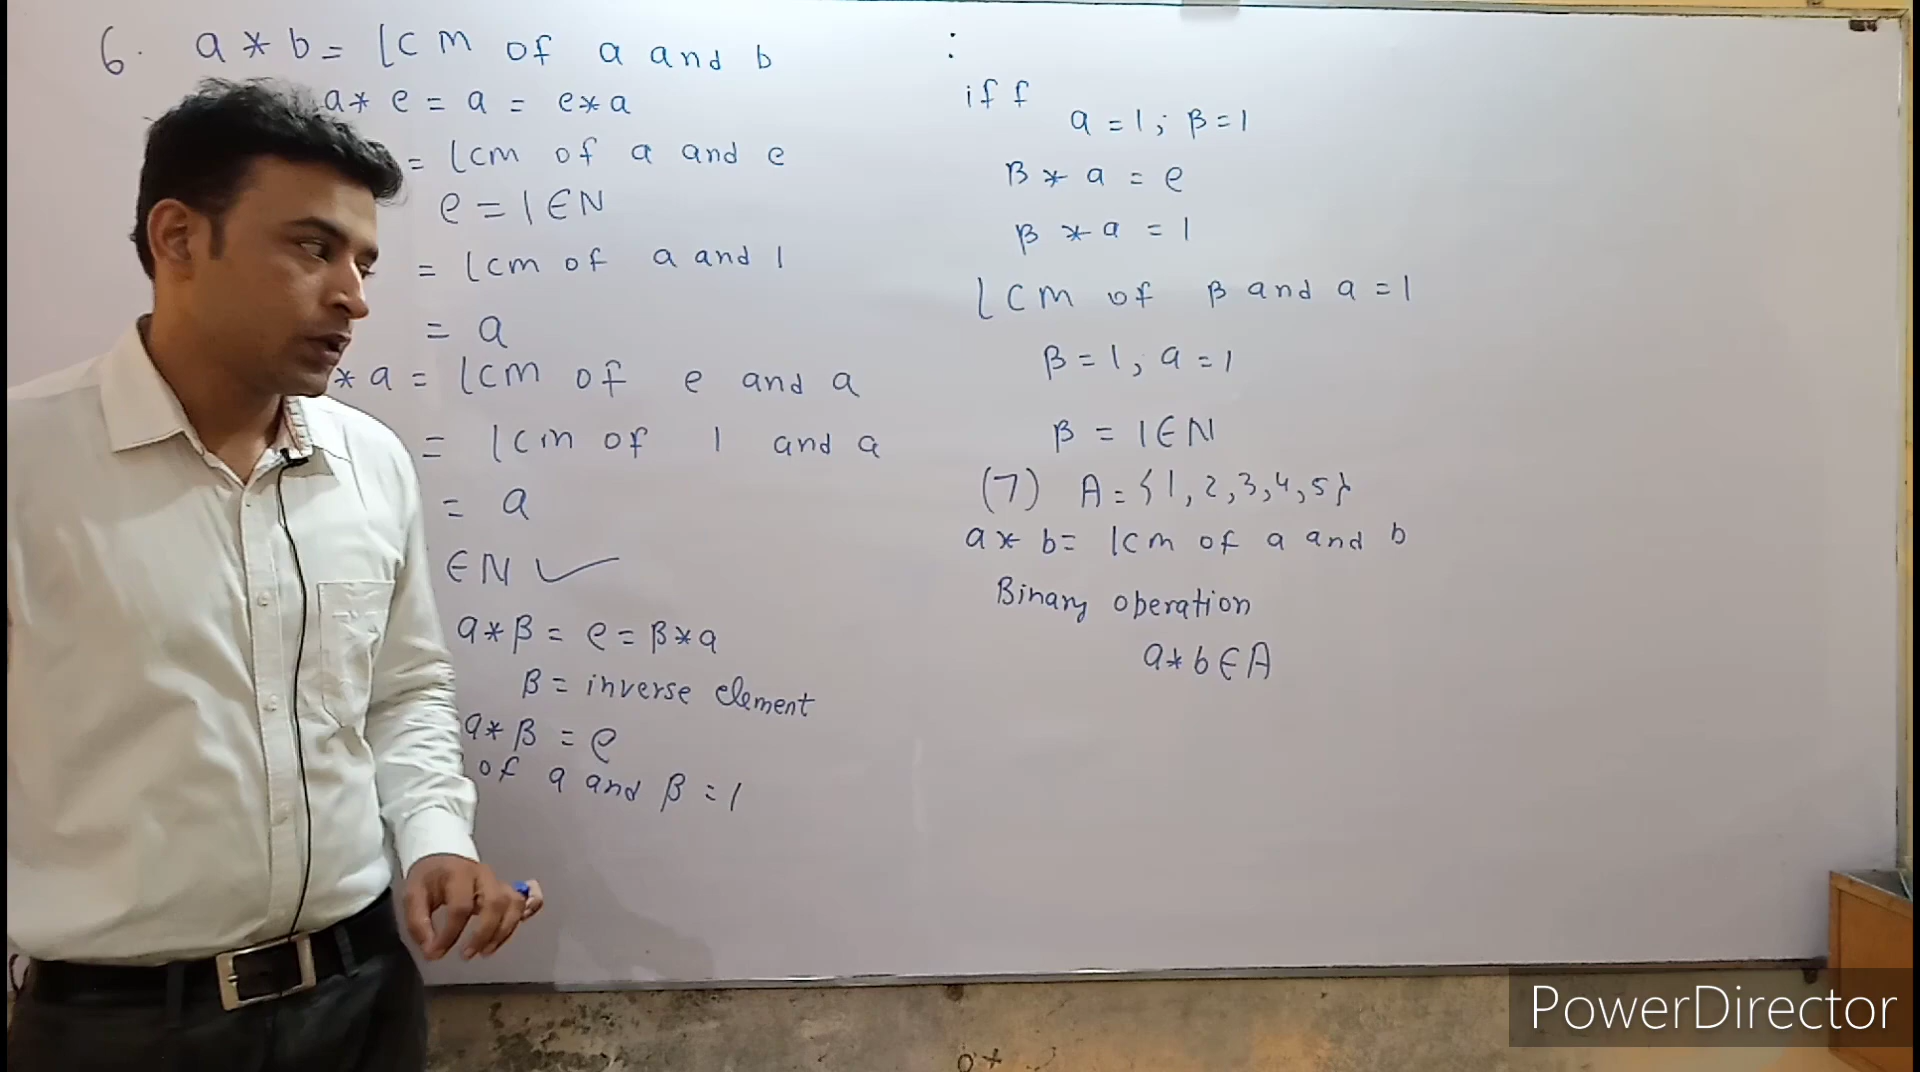 6. a * b = lcm of a and b
a * e = a = e * a
= lcm of a and e
e = 1 ∈ N
= lcm of a and 1
= a
* a = lcm of e and a
= lcm of 1 and a
= a
∈ N ✓
a * β = e = β * a
β = inverse element
a * β = e
of a and β = 1
:
iff
a = 1; β = 1
β * a = e
β * a = 1
lcm of β and a = 1
β = 1, a = 1
β = 1 ∈ N
(7) A = {1, 2, 3, 4, 5}
a * b = lcm of a and b
Binary operation
a * b ∈ A
PowerDirector